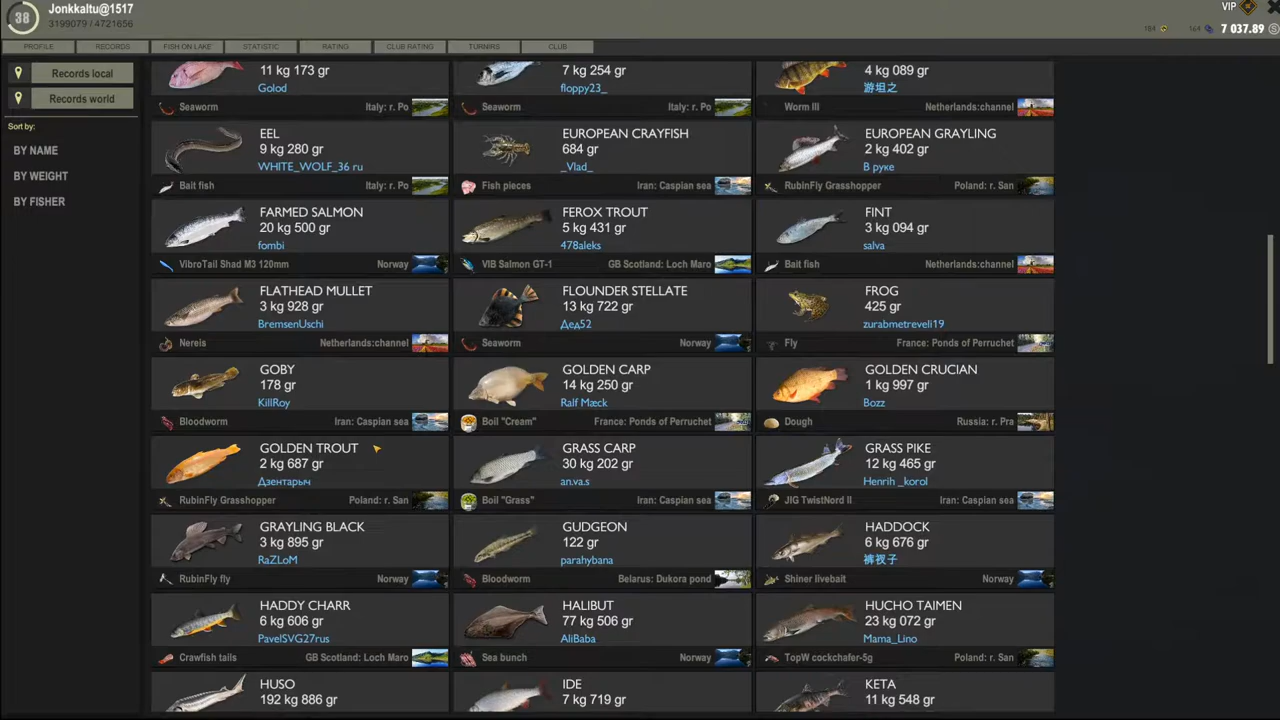 38
Jonkkaltu@1517
3199079 / 4721656
VIP
184
164
7 037.89
PROFILE
RECORDS
FISH ON LAKE
STATISTIC
RATING
CLUB RATING
TURNIRS
CLUB
Records local
Records world
Sort by:
BY NAME
BY WEIGHT
BY FISHER
11 kg 173 gr
Golod
Seaworm Italy: r. Po
7 kg 254 gr
floppy23_
Seaworm Italy: r. Po
4 kg 089 gr
游坦之
Worm III Netherlands:channel
EEL
9 kg 280 gr
WHITE_WOLF_36 ru
Bait fish Italy: r. Po
EUROPEAN CRAYFISH
684 gr
_Vlad_
Fish pieces Iran: Caspian sea
EUROPEAN GRAYLING
2 kg 402 gr
В руке
RubinFly Grasshopper Poland: r. San
FARMED SALMON
20 kg 500 gr
fombi
VibroTail Shad M3 120mm Norway
FEROX TROUT
5 kg 431 gr
478aleks
VIB Salmon GT-1 GB Scotland: Loch Maro
FINT
3 kg 094 gr
salva
Bait fish Netherlands:channel
FLATHEAD MULLET
3 kg 928 gr
BremsenUschi
Nereis Netherlands:channel
FLOUNDER STELLATE
13 kg 722 gr
Дед52
Seaworm Norway
FROG
425 gr
zurabmetreveli19
Fly France: Ponds of Perruchet
GOBY
178 gr
KillRoy
Bloodworm Iran: Caspian sea
GOLDEN CARP
14 kg 250 gr
Ralf Mæck
Boil "Cream" France: Ponds of Perruchet
GOLDEN CRUCIAN
1 kg 997 gr
Bozz
Dough Russia: r. Pra
GOLDEN TROUT
2 kg 687 gr
Дзентарыч
RubinFly Grasshopper Poland: r. San
GRASS CARP
30 kg 202 gr
an.va.s
Boil "Grass" Iran: Caspian sea
GRASS PIKE
12 kg 465 gr
Henrih _korol
JIG TwistNord II Iran: Caspian sea
GRAYLING BLACK
3 kg 895 gr
RaZLoM
RubinFly fly Norway
GUDGEON
122 gr
parahybana
Bloodworm Belarus: Dukora pond
HADDOCK
6 kg 676 gr
裤衩子
Shiner livebait Norway
HADDY CHARR
6 kg 606 gr
PavelSVG27rus
Crawfish tails GB Scotland: Loch Maro
HALIBUT
77 kg 506 gr
AliBaba
Sea bunch Norway
HUCHO TAIMEN
23 kg 072 gr
Mama_Lino
TopW cockchafer-5g Poland: r. San
HUSO
192 kg 886 gr
IDE
7 kg 719 gr
KETA
11 kg 548 gr